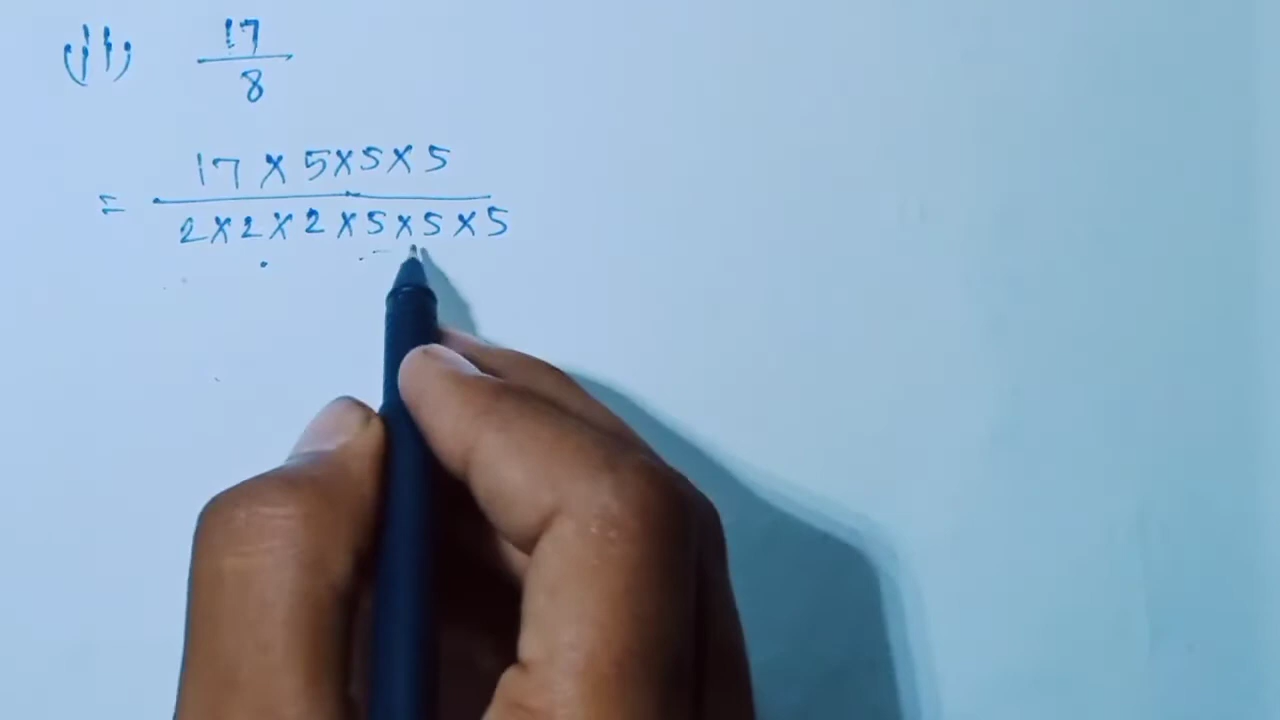 (ii) 17
8
= 17 × 5 × 5 × 5
2 × 2 × 2 × 5 × 5 × 5